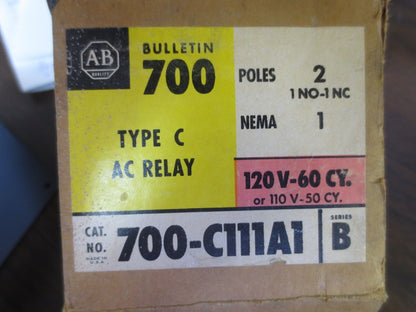 A-B
QUALITY
BULLETIN
700
TYPE C
AC RELAY
POLES 2
1 NO-1 NC
NEMA 1
120 V-60 CY.
or 110 V-50 CY.
CAT. NO. 700-C111A1
SERIES B
MADE IN
U.S.A.